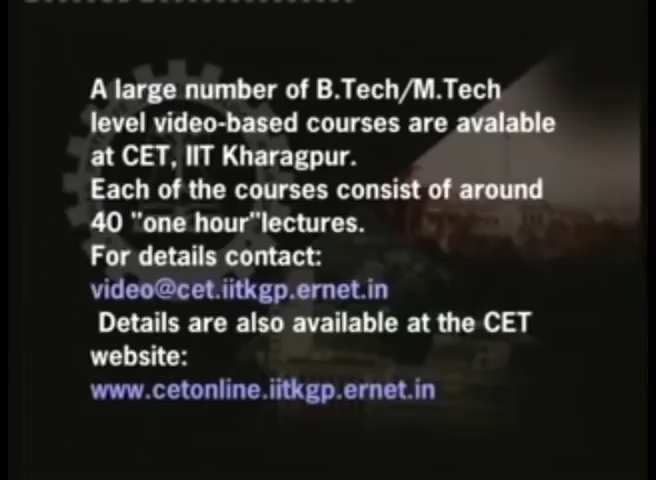 A large number of B.Tech/M.Tech
level video-based courses are avalable
at CET, IIT Kharagpur.
Each of the courses consist of around
40 "one hour"lectures.
For details contact:
video@cet.iitkgp.ernet.in
Details are also available at the CET
website:
www.cetonline.iitkgp.ernet.in